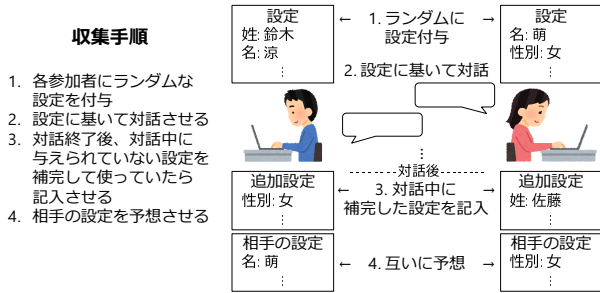 収集手順
1. 各参加者にランダムな
設定を付与
2. 設定に基いて対話させる
3. 対話終了後、対話中に
与えられていない設定を
補完して使っていたら
記入させる
4. 相手の設定を予想させる
設定
姓: 鈴木
名: 涼
⋮
← 1. ランダムに →
設定付与
設定
名: 萌
性別: 女
⋮
2. 設定に基いて対話
⋮
対話後
追加設定
性別: 女
⋮
3. 対話中に
補完した設定を記入
追加設定
姓: 佐藤
⋮
相手の設定
名: 萌
⋮
← 4. 互いに予想 →
相手の設定
性別: 女
⋮